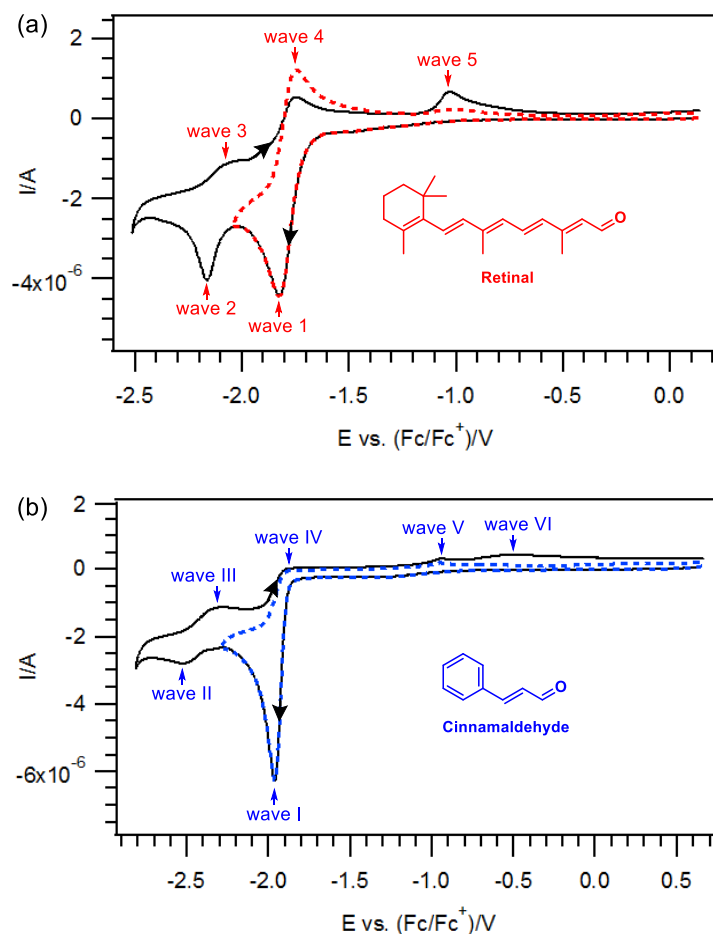 (a)
2
0
-2
-4x10-6
I/A
wave 4
wave 5
wave 3
wave 2
wave 1
O
Retinal
-2.5 -2.0 -1.5 -1.0 -0.5 0.0
E vs. (Fc/Fc+)/V
(b)
2
0
-2
-4
-6x10-6
I/A
wave IV
wave V
wave VI
wave III
wave II
wave I
O
Cinnamaldehyde
-2.5 -2.0 -1.5 -1.0 -0.5 0.0 0.5
E vs. (Fc/Fc+)/V